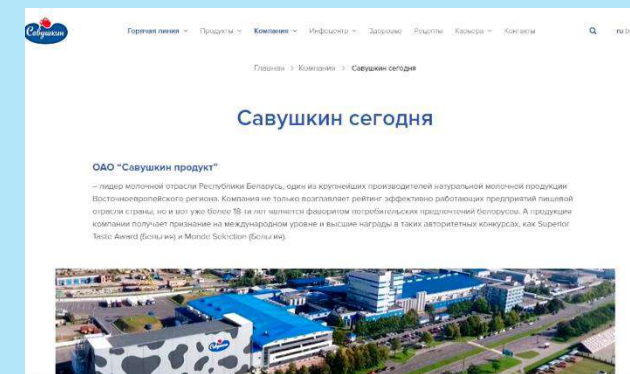 Савушкин
Горячая линия Продукты Компания Инфоцентр Здоровье Рецепты Карьера Контакты ru
Главная > Компания > Савушкин сегодня
Савушкин сегодня
ОАО “Савушкин продукт”
– лидер молочной отрасли Республики Беларусь, один из крупнейших производителей натуральной молочной продукции
Восточноевропейского региона. Компания не только возглавляет рейтинг эффективно работающих предприятий пищевой
отрасли страны, но и вот уже более 18-ти лет является фаворитом потребительских предпочтений белорусов. А продукция
компании получает признание на международном уровне и высшие награды в таких авторитетных конкурсах, как Superior
Taste Award (Бельгия) и Monde Selection (Бельгия).
Савушкин